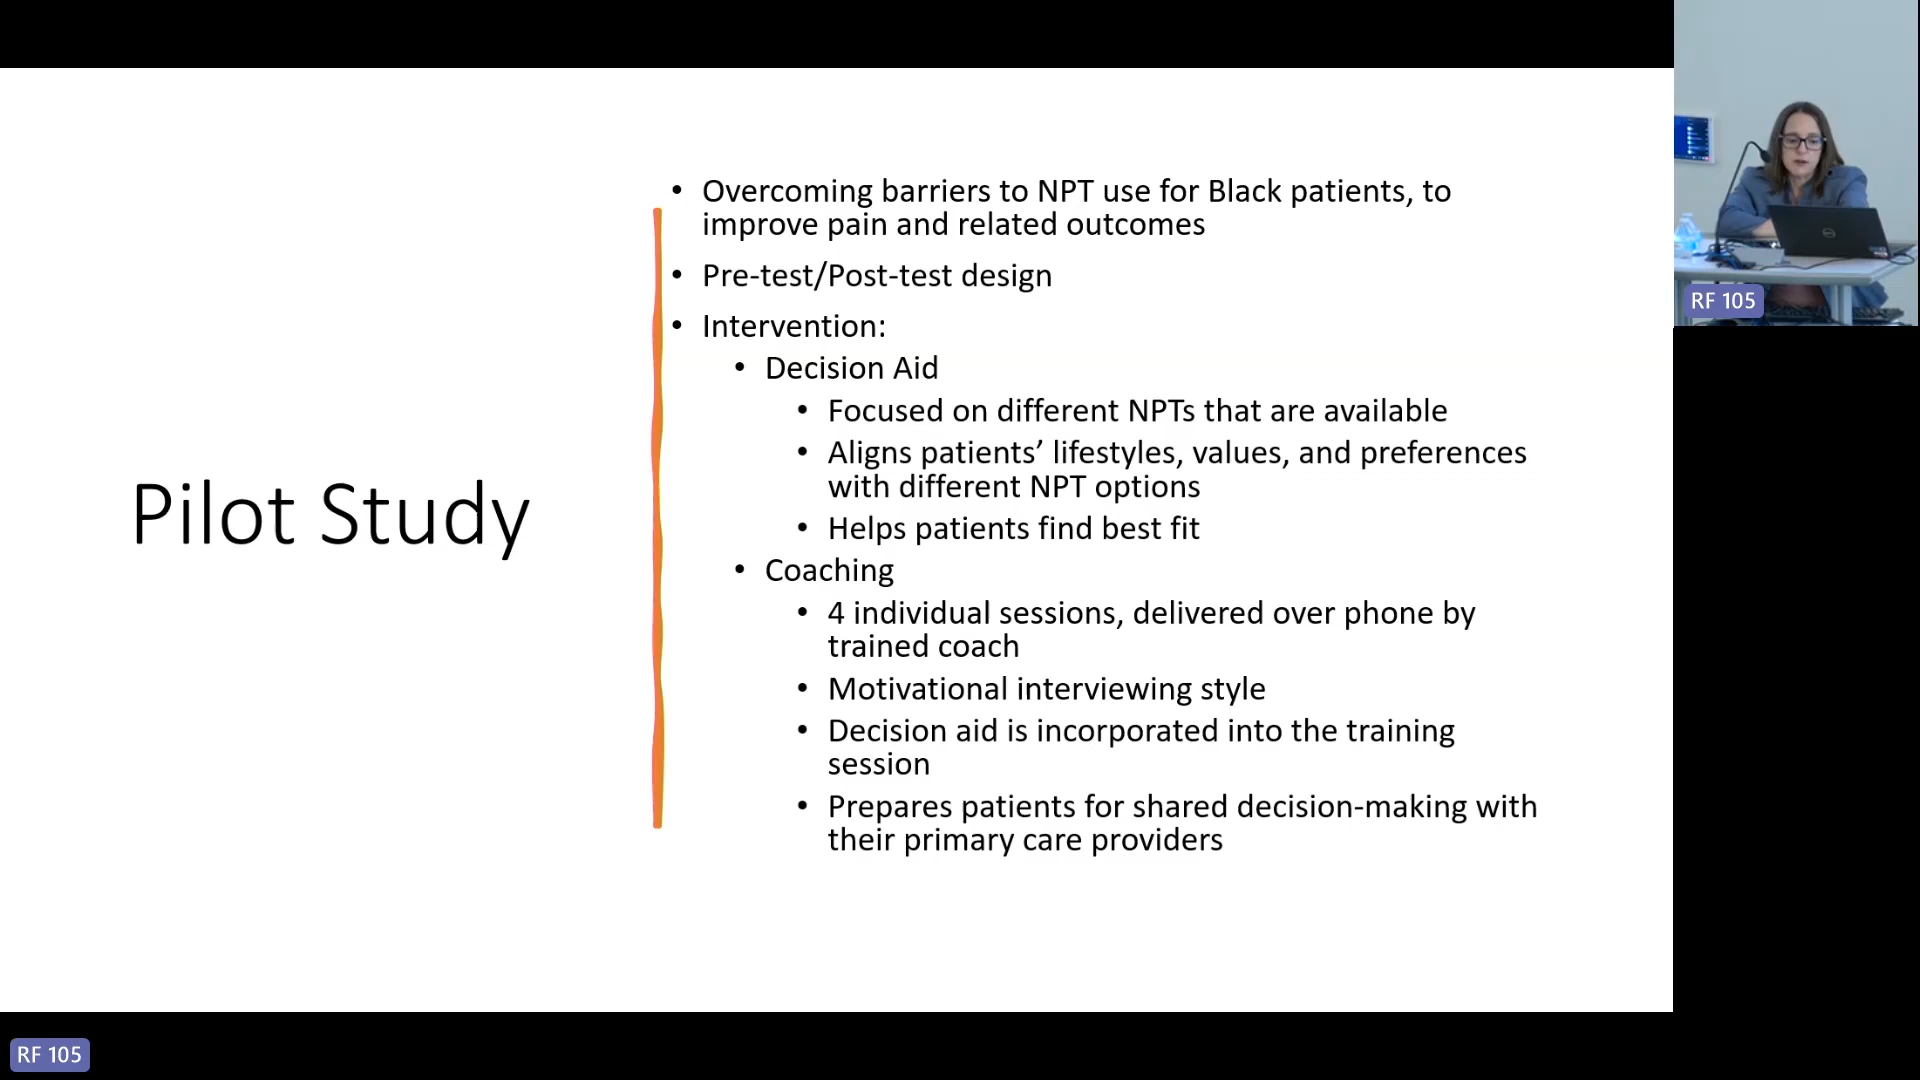 Pilot Study
• Overcoming barriers to NPT use for Black patients, to
improve pain and related outcomes
• Pre-test/Post-test design
• Intervention:
• Decision Aid
• Focused on different NPTs that are available
• Aligns patients’ lifestyles, values, and preferences
with different NPT options
• Helps patients find best fit
• Coaching
• 4 individual sessions, delivered over phone by
trained coach
• Motivational interviewing style
• Decision aid is incorporated into the training
session
• Prepares patients for shared decision-making with
their primary care providers
RF 105
RF 105